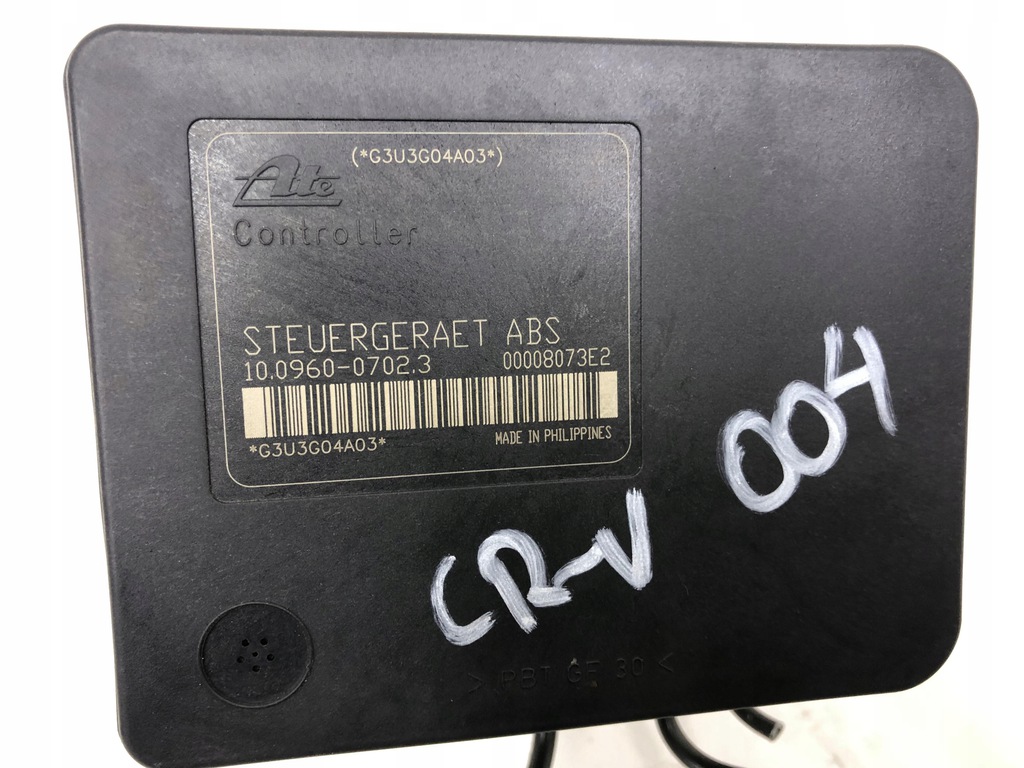 (*G3U3G04A03*)
Ate
Controller
STEUERGERAET ABS
10.0960-0702.3 00008073E2
*G3U3G04A03* MADE IN PHILIPPINES
004
CR-V
> PBT GF 30 <